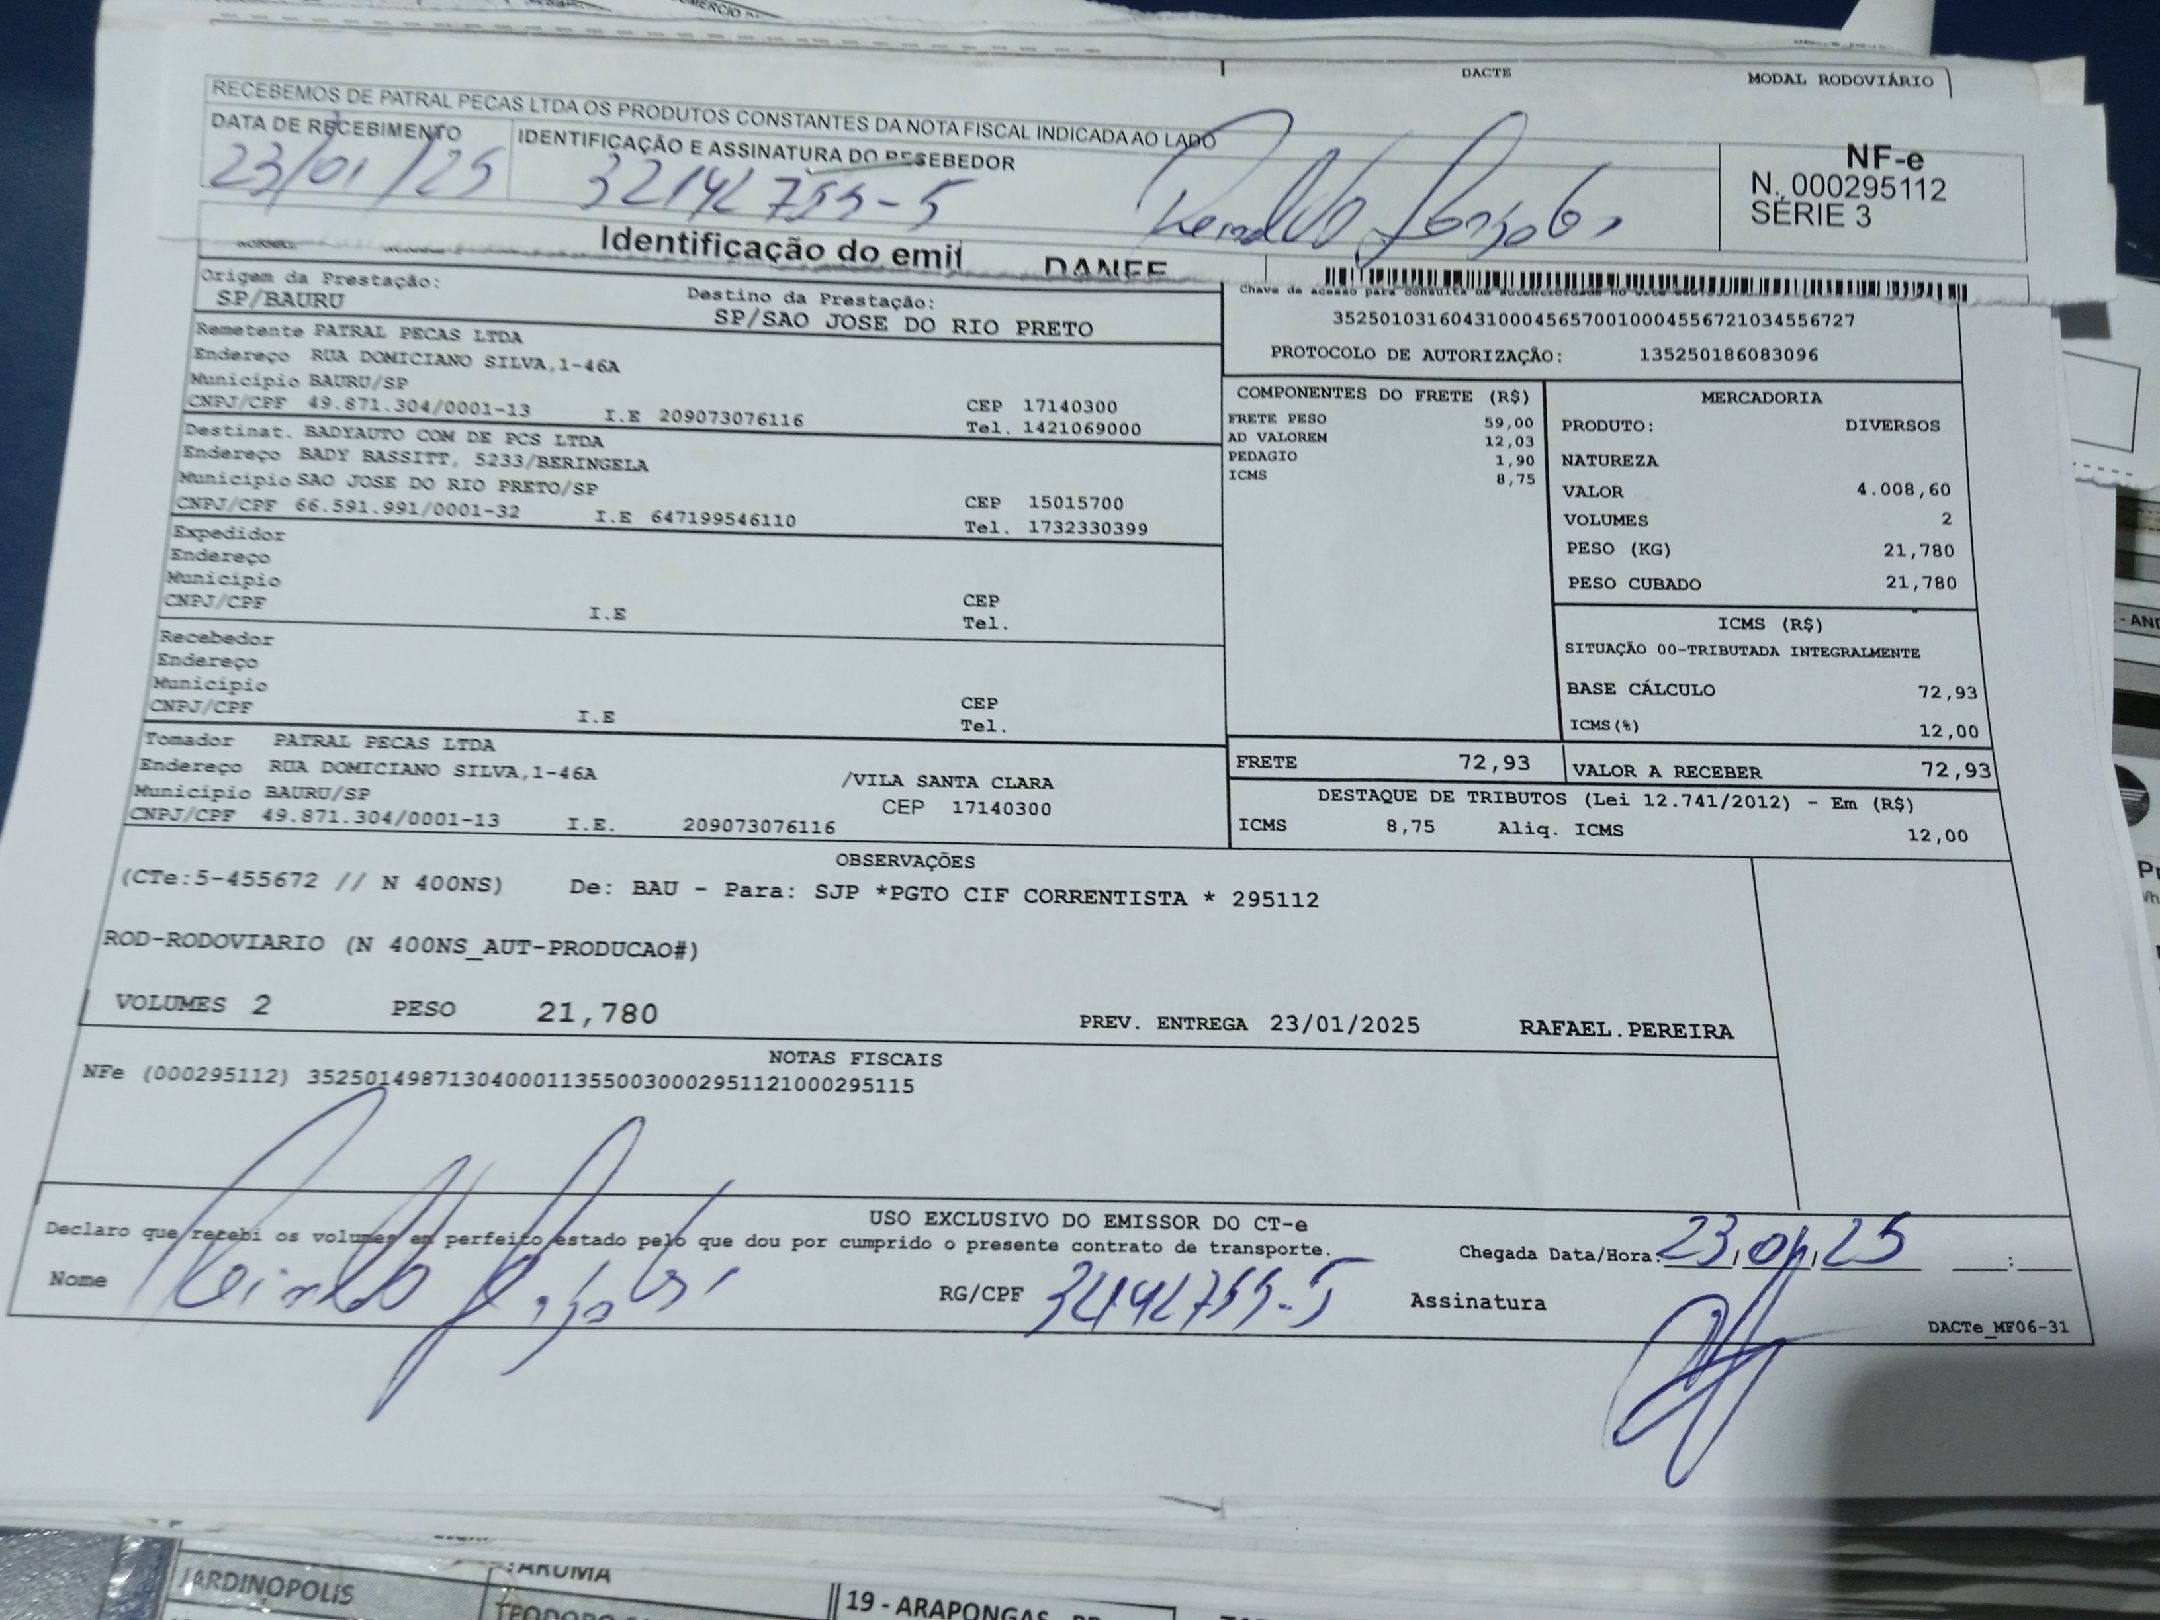 DACTE MODAL RODOVIÁRIO
RECEBEMOS DE PATRAL PECAS LTDA OS PRODUTOS CONSTANTES DA NOTA FISCAL INDICADA AO LADO
DATA DE RECEBIMENTO IDENTIFICAÇÃO E ASSINATURA DO RESEBEDOR
23/01/25
NF-e
N. 000295112
SÉRIE 3
Identificação do emit DANFE
Origem da Prestação: Destino da Prestação:
SP/BAURU SP/SAO JOSE DO RIO PRETO
Remetente PATRAL PECAS LTDA
Endereço RUA DOMICIANO SILVA,1-46A
Município BAURU/SP CEP 17140300
CNPJ/CPF 49.871.304/0001-13 I.E 209073076116 Tel. 1421069000
Destinat. BADYAUTO COM DE PCS LTDA
Endereço BADY BASSITT, 5233/BERINGELA
Município SAO JOSE DO RIO PRETO/SP CEP 15015700
CNPJ/CPF 66.591.991/0001-32 I.E 647199546110 Tel. 1732330399
Expedidor
Endereço
Município CEP
CNPJ/CPF I.E Tel.
Recebedor
Endereço
Município CEP
CNPJ/CPF I.E Tel.
Tomador PATRAL PECAS LTDA
Endereço RUA DOMICIANO SILVA,1-46A /VILA SANTA CLARA
Município BAURU/SP CEP 17140300
CNPJ/CPF 49.871.304/0001-13 I.E. 209073076116
Chave de acesso para consulta de autenticidade no
35250103160431000456570010004556721034556727
PROTOCOLO DE AUTORIZAÇÃO: 135250186083096
COMPONENTES DO FRETE (R$)
FRETE PESO 59,00
AD VALOREM 12,03
PEDAGIO 1,90
ICMS 8,75
MERCADORIA
PRODUTO: DIVERSOS
NATUREZA
VALOR 4.008,60
VOLUMES 2
PESO (KG) 21,780
PESO CUBADO 21,780
ICMS (R$)
SITUAÇÃO 00-TRIBUTADA INTEGRALMENTE
BASE CÁLCULO 72,93
ICMS(%) 12,00
FRETE 72,93 VALOR A RECEBER 72,93
DESTAQUE DE TRIBUTOS (Lei 12.741/2012) - Em (R$)
ICMS 8,75 Aliq. ICMS 12,00
OBSERVAÇÕES
(CTe:5-455672 // N 400NS) De: BAU - Para: SJP *PGTO CIF CORRENTISTA * 295112
ROD-RODOVIARIO (N 400NS_AUT-PRODUCAO#)
VOLUMES 2 PESO 21,780 PREV. ENTREGA 23/01/2025 RAFAEL.PEREIRA
NOTAS FISCAIS
NFe (000295112) 35250149871304000113550030002951121000295115
USO EXCLUSIVO DO EMISSOR DO CT-e
Declaro que recebi os volumes em perfeito estado pelo que dou por cumprido o presente contrato de transporte. Chegada Data/Hora: 23,01,25 :
Nome RG/CPF Assinatura
DACTe_MF06-31
JARDINOPOLIS
19 - ARAPONGAS